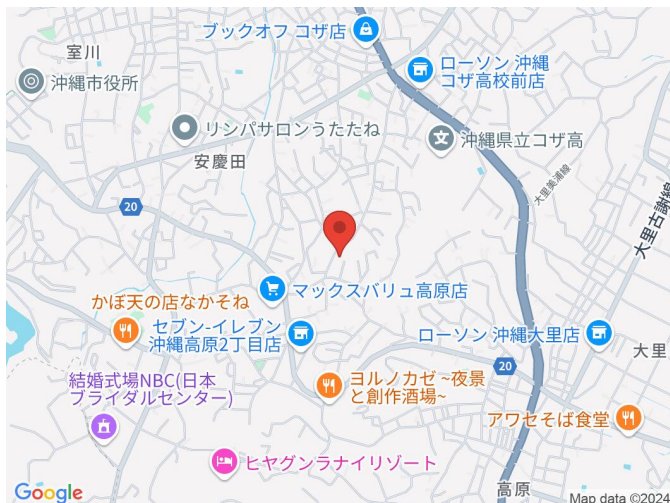 ブックオフ コザ店
室川
沖縄市役所
ローソン 沖縄
コザ高校前店
リシパサロンうたたね
沖縄県立コザ高
安慶田
大里美浦線
大里古謝線
20
マックスバリュ高原店
かぼ天の店なかそね
セブン-イレブン
沖縄高原2丁目店
ローソン 沖縄大里店
大里
20
結婚式場NBC(日本
ブライダルセンター)
ヨルノカゼ ~夜景
と創作酒場~
アワセそば食堂
ヒヤグンラナイリゾート
高原
Google
Map data ©2024